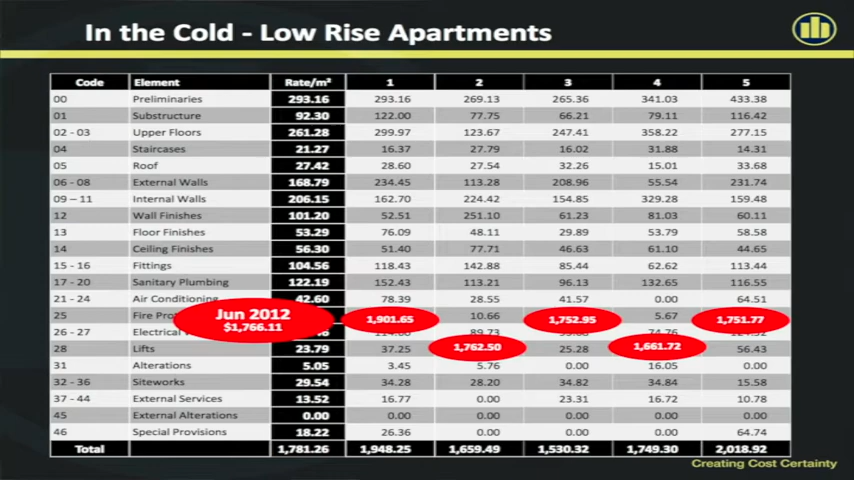 In the Cold - Low Rise Apartments
Code Element Rate/m² 1 2 3 4 5
00 Preliminaries 293.16 293.16 269.13 265.36 341.03 433.38
01 Substructure 92.30 122.00 77.75 66.21 79.11 116.42
02 - 03 Upper Floors 261.28 299.97 123.67 247.41 358.22 277.15
04 Staircases 21.27 16.37 27.79 16.02 31.88 14.31
05 Roof 27.42 28.60 27.54 32.26 15.01 33.68
06 - 08 External Walls 168.79 234.45 113.28 208.96 55.54 231.74
09 – 11 Internal Walls 206.15 162.70 224.42 154.85 329.28 159.48
12 Wall Finishes 101.20 52.51 251.10 61.23 81.03 60.11
13 Floor Finishes 53.29 76.09 48.11 29.89 53.79 58.58
14 Ceiling Finishes 56.30 51.40 77.71 46.63 61.10 44.65
15 - 16 Fittings 104.56 118.43 142.88 85.44 62.62 113.44
17 - 20 Sanitary Plumbing 122.19 152.43 113.21 96.13 132.65 116.55
21 - 24 Air Conditioning 42.60 78.39 28.55 41.57 0.00 64.51
25 Fire Jun 2012 1,901.65 10.66 1,752.95 5.67 1,751.77
$1,766.11
26 - 27 Electrical 89.73 74.76
28 Lifts 23.79 37.25 1,762.50 25.28 1,661.72 56.43
31 Alterations 5.05 3.45 5.76 0.00 16.05 0.00
32 - 36 Siteworks 29.54 34.28 28.20 34.82 34.84 15.58
37 - 44 External Services 13.52 16.77 0.00 23.31 16.72 10.78
45 External Alterations 0.00 0.00 0.00 0.00 0.00 0.00
46 Special Provisions 18.22 26.36 0.00 0.00 0.00 64.74
Total 1,781.26 1,948.25 1,659.49 1,530.32 1,749.30 2,018.92
Creating Cost Certainty